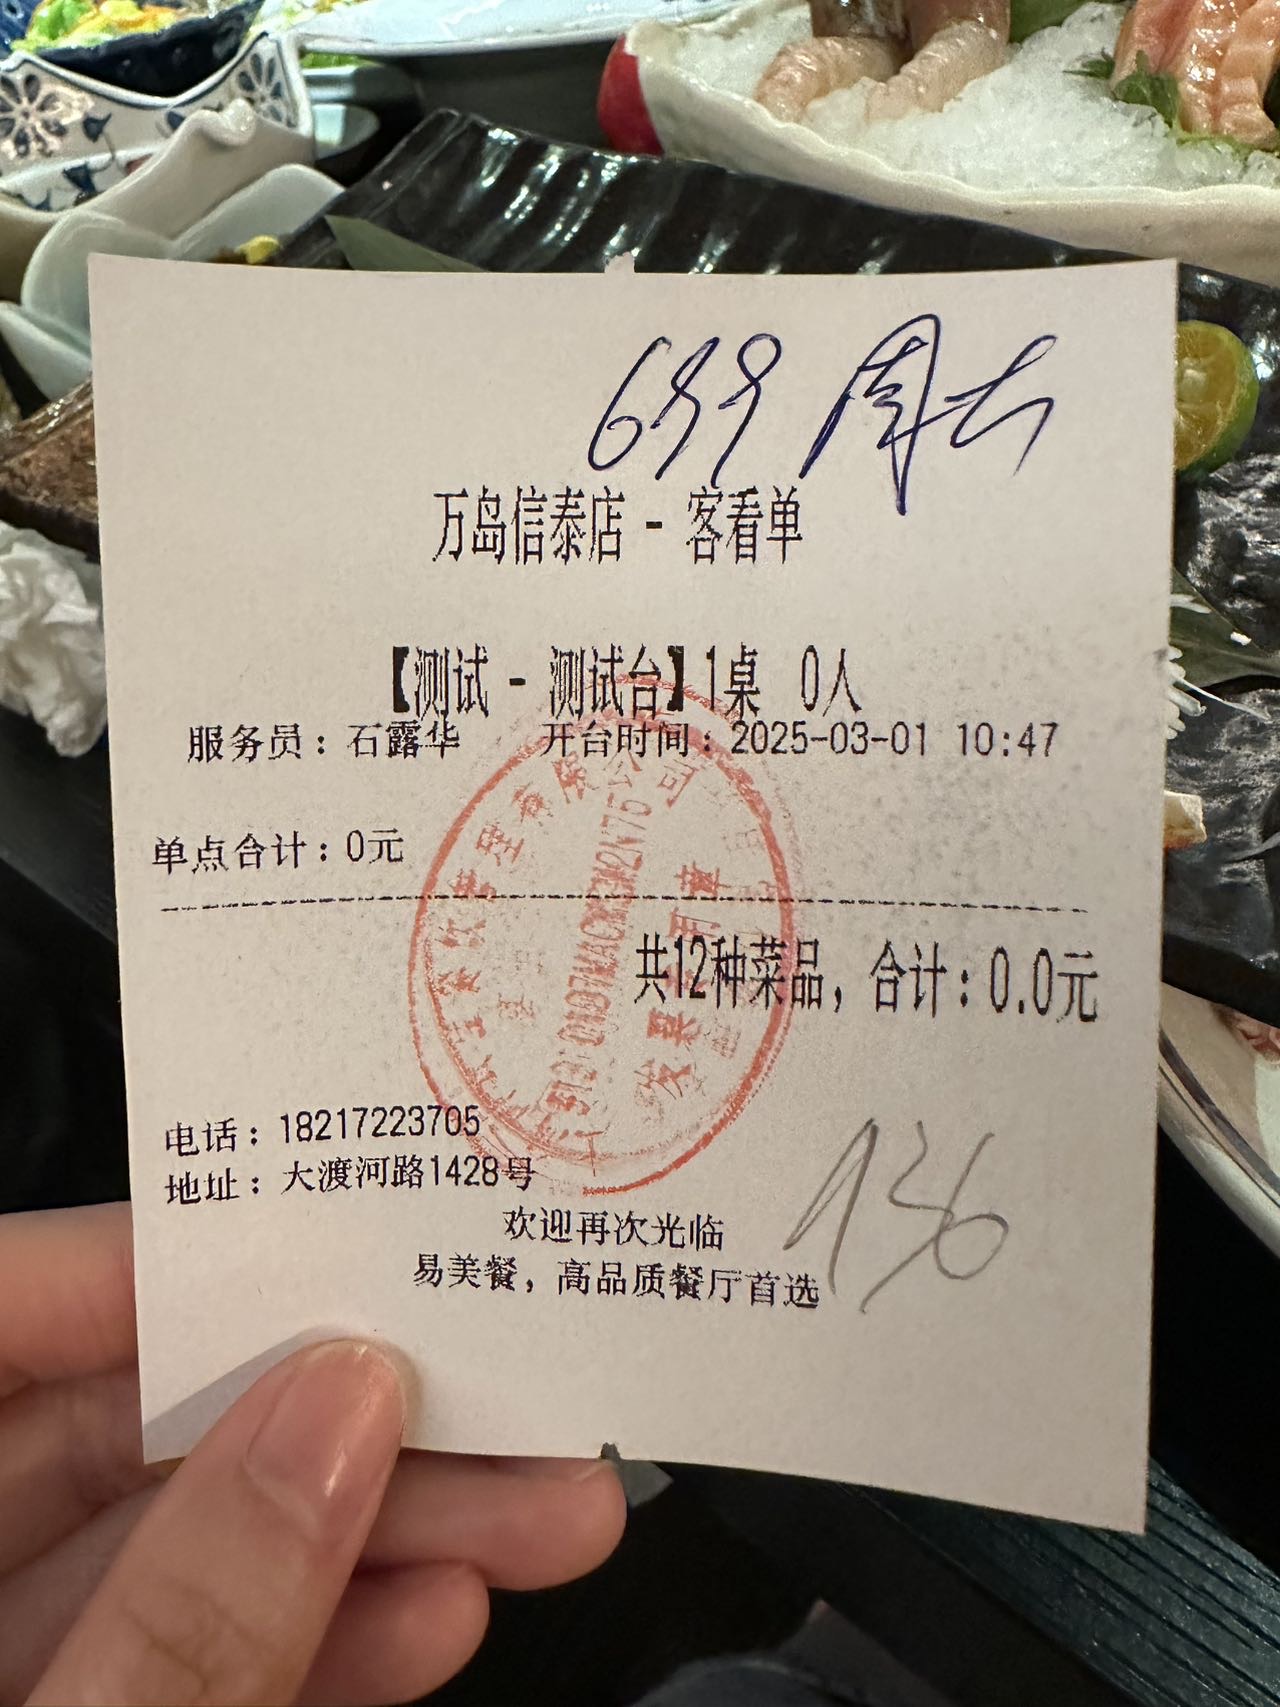 699
万岛信泰店 - 客看单
【测试 - 测试台】1桌 0人
服务员：石露华 开台时间：2025-03-01 10:47
单点合计：0元
共12种菜品，合计：0.0元
电话：18217223705
地址：大渡河路1428号
欢迎再次光临
易美餐，高品质餐厅首选
936